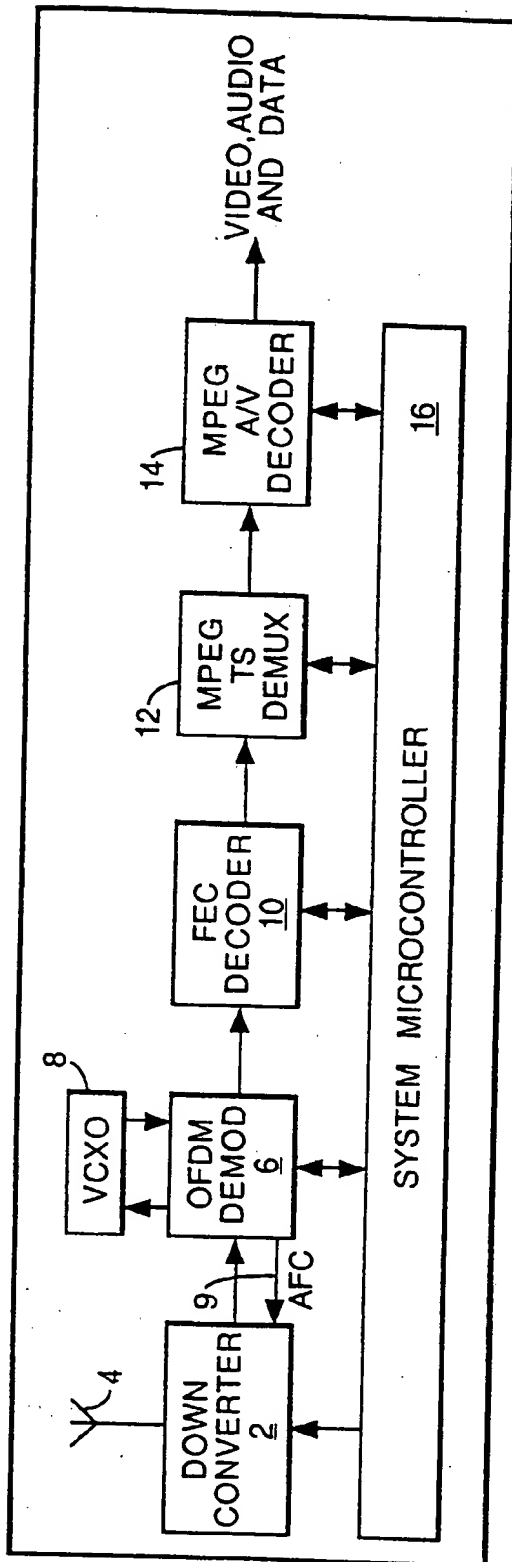 4
DOWN
CONVERTER
2
9
AFC
8
VCXO
OFDM
DEMOD
6
FEC
DECODER
10
12
MPEG
TS
DEMUX
14
MPEG
A/V
DECODER
VIDEO, AUDIO
AND DATA
SYSTEM MICROCONTROLLER
16